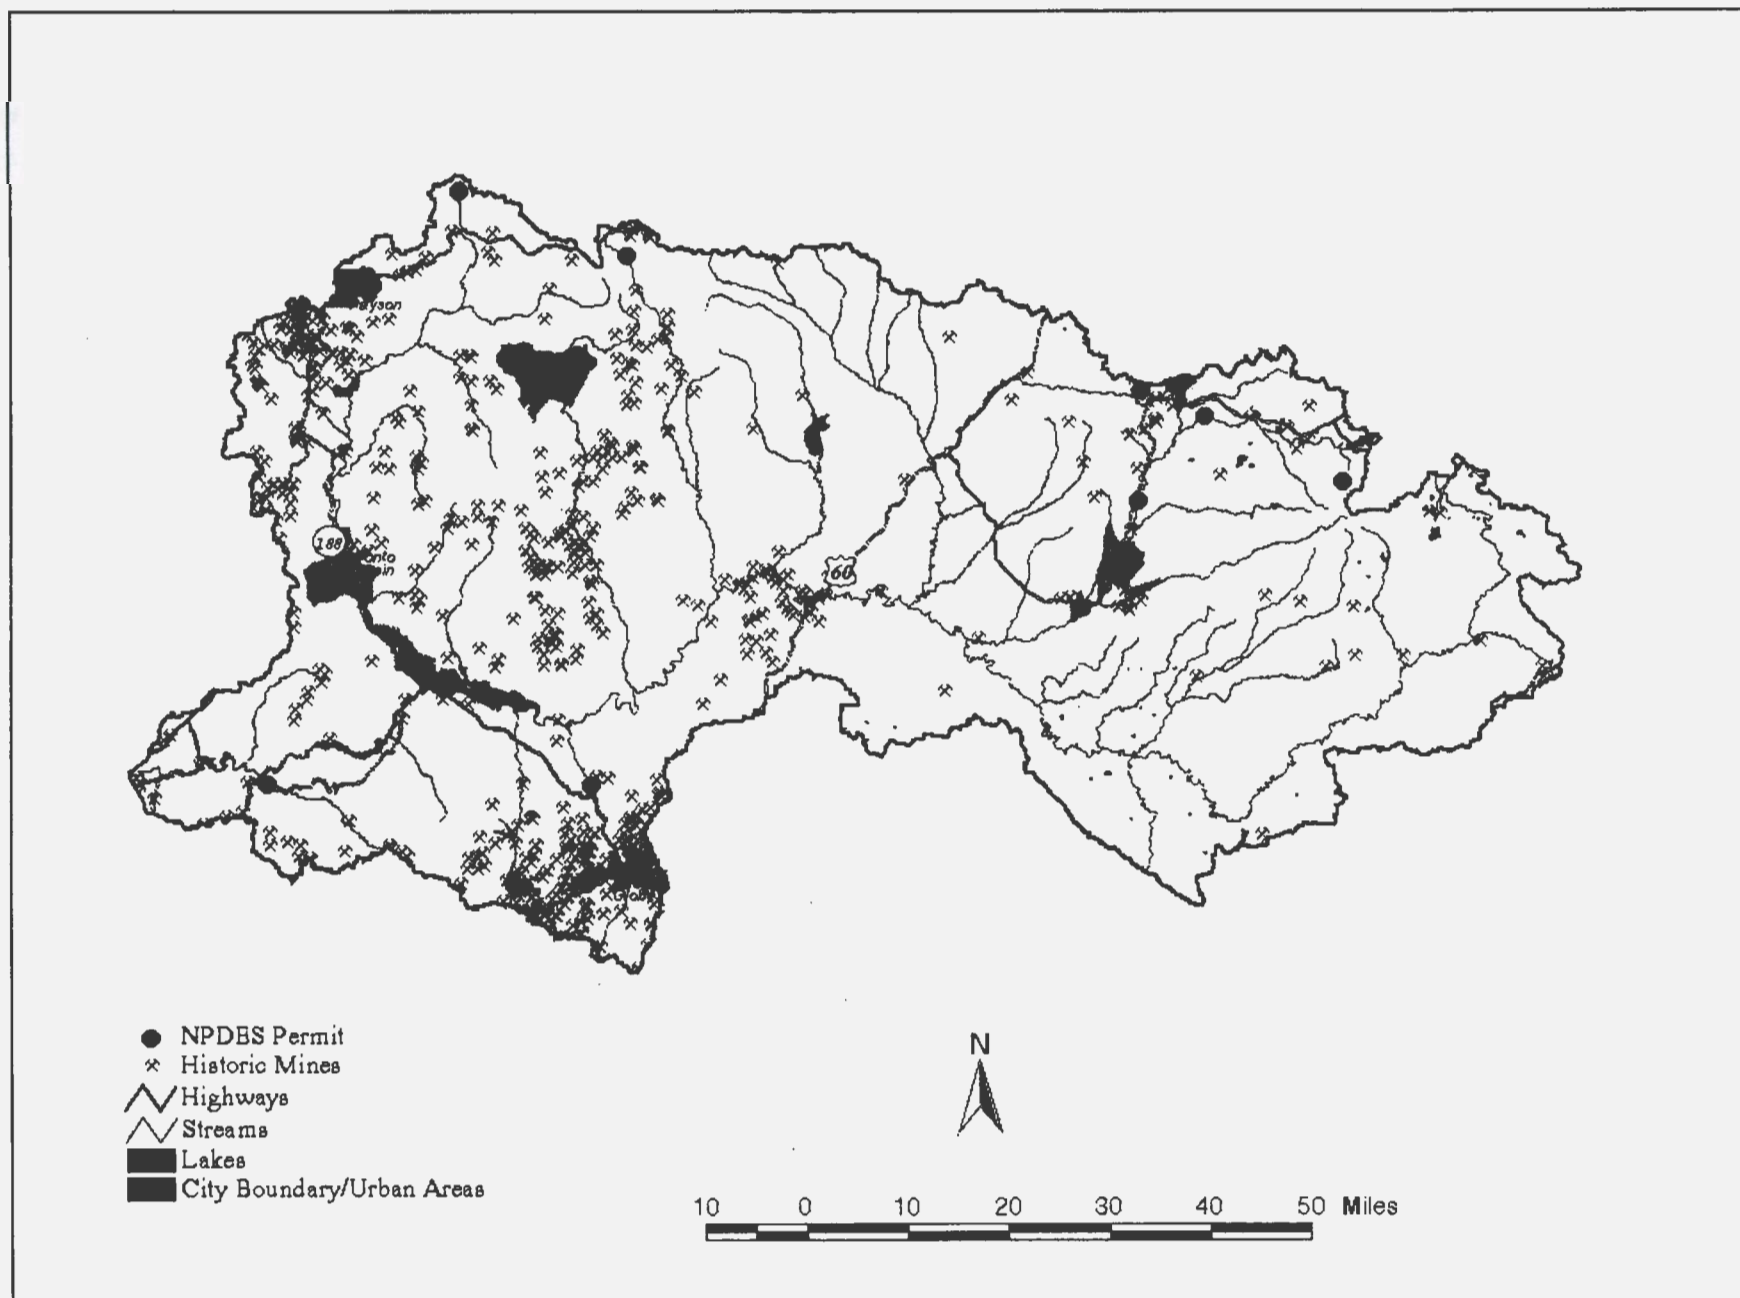 188
60
NPDES Permit
Historic Mines
Highways
Streams
Lakes
City Boundary/Urban Areas
N
10 0 10 20 30 40 50 Miles